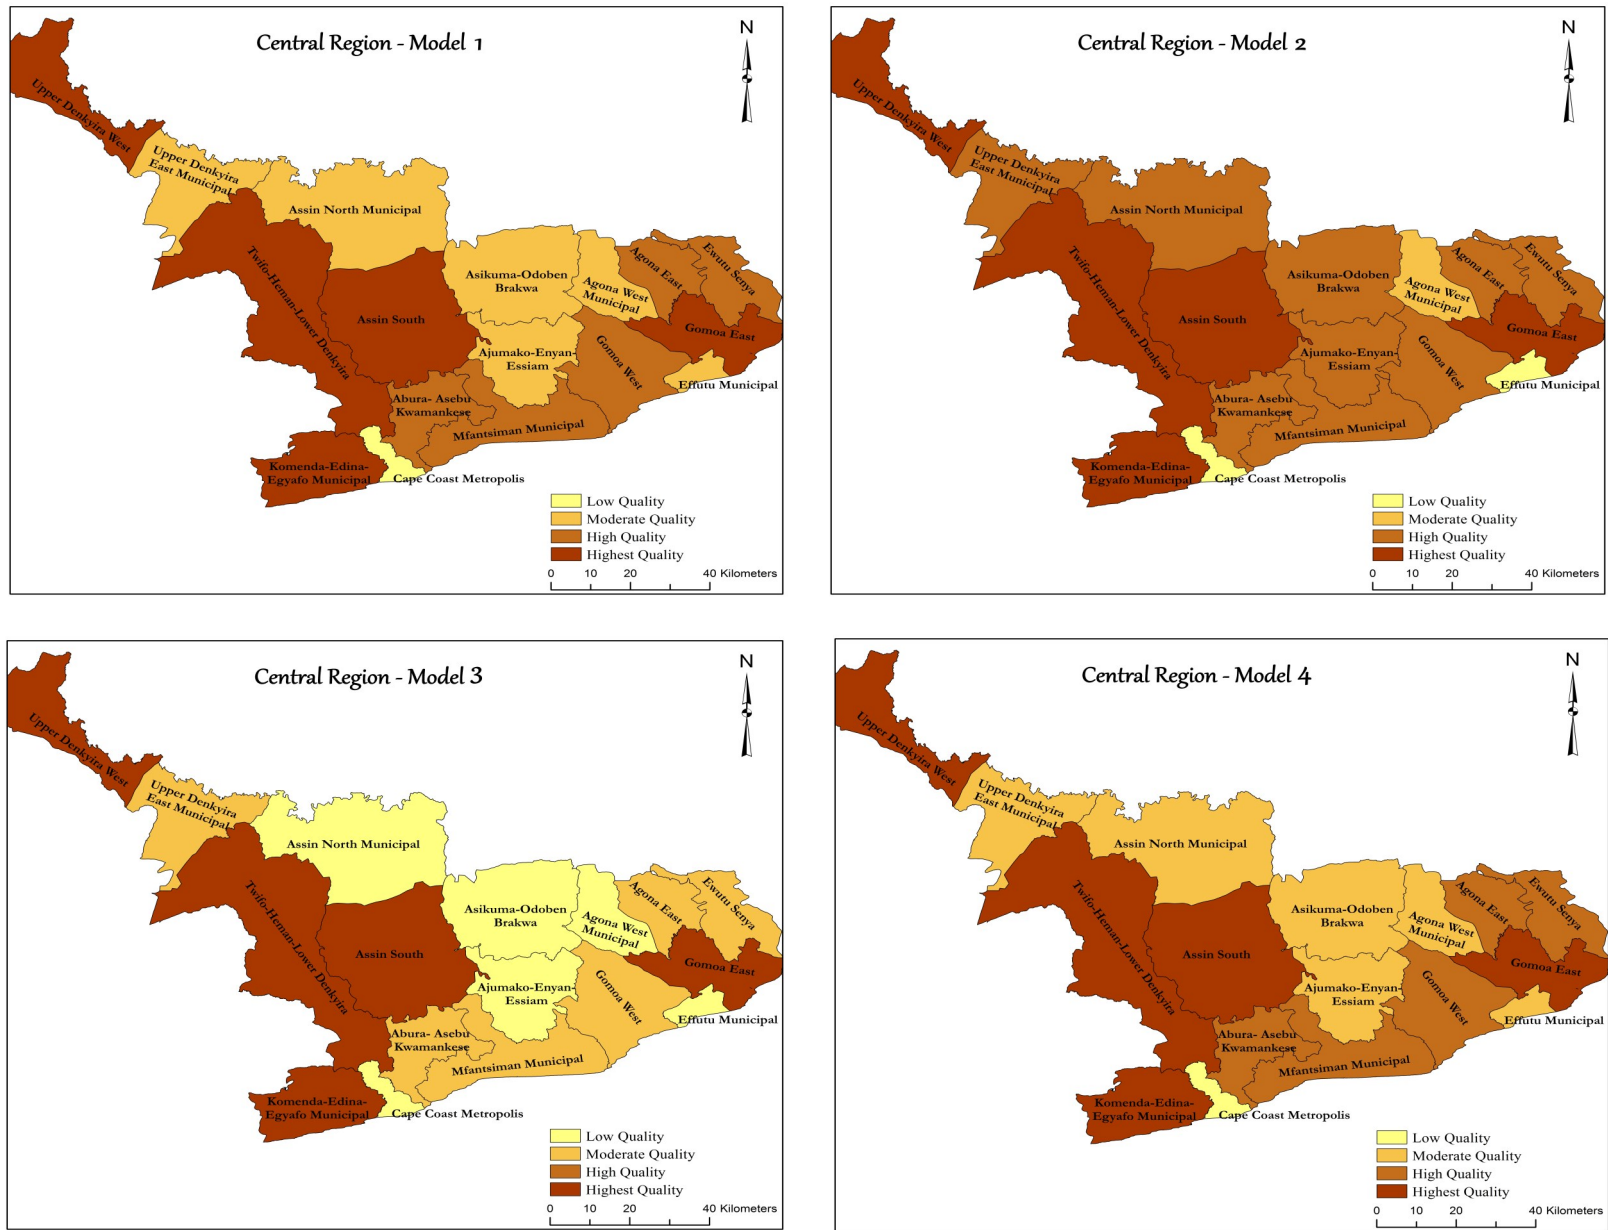 Central Region - Model 1
N
Upper Denkyira West
Upper Denkyira
East Municipal
Assin North Municipal
Twifo-Heman-Lower Denkyira
Assin South
Asikuma-Odoben
Brakwa
Agona West
Municipal
Agona East
Ewutu Senya
Gomoa East
Ajumako-Enyan-
Essiam
Gomoa West
Effutu Municipal
Abura- Asebu
Kwamankese
Mfantsiman Municipal
Komenda-Edina-
Egyafo Municipal
Cape Coast Metropolis
Low Quality
Moderate Quality
High Quality
Highest Quality
0 10 20 40 Kilometers
Central Region - Model 2
N
Upper Denkyira West
Upper Denkyira
East Municipal
Assin North Municipal
Twifo-Heman-Lower Denkyira
Assin South
Asikuma-Odoben
Brakwa
Agona West
Municipal
Agona East
Ewutu Senya
Gomoa East
Ajumako-Enyan-
Essiam
Gomoa West
Effutu Municipal
Abura- Asebu
Kwamankese
Mfantsiman Municipal
Komenda-Edina-
Egyafo Municipal
Cape Coast Metropolis
Low Quality
Moderate Quality
High Quality
Highest Quality
0 10 20 40 Kilometers
Central Region - Model 3
N
Upper Denkyira West
Upper Denkyira
East Municipal
Assin North Municipal
Twifo-Heman-Lower Denkyira
Assin South
Asikuma-Odoben
Brakwa
Agona West
Municipal
Agona East
Ewutu Senya
Gomoa East
Ajumako-Enyan-
Essiam
Gomoa West
Effutu Municipal
Abura- Asebu
Kwamankese
Mfantsiman Municipal
Komenda-Edina-
Egyafo Municipal
Cape Coast Metropolis
Low Quality
Moderate Quality
High Quality
Highest Quality
0 10 20 40 Kilometers
Central Region - Model 4
N
Upper Denkyira West
Upper Denkyira
East Municipal
Assin North Municipal
Twifo-Heman-Lower Denkyira
Assin South
Asikuma-Odoben
Brakwa
Agona West
Municipal
Agona East
Ewutu Senya
Gomoa East
Ajumako-Enyan-
Essiam
Gomoa West
Effutu Municipal
Abura- Asebu
Kwamankese
Mfantsiman Municipal
Komenda-Edina-
Egyafo Municipal
Cape Coast Metropolis
Low Quality
Moderate Quality
High Quality
Highest Quality
0 10 20 40 Kilometers